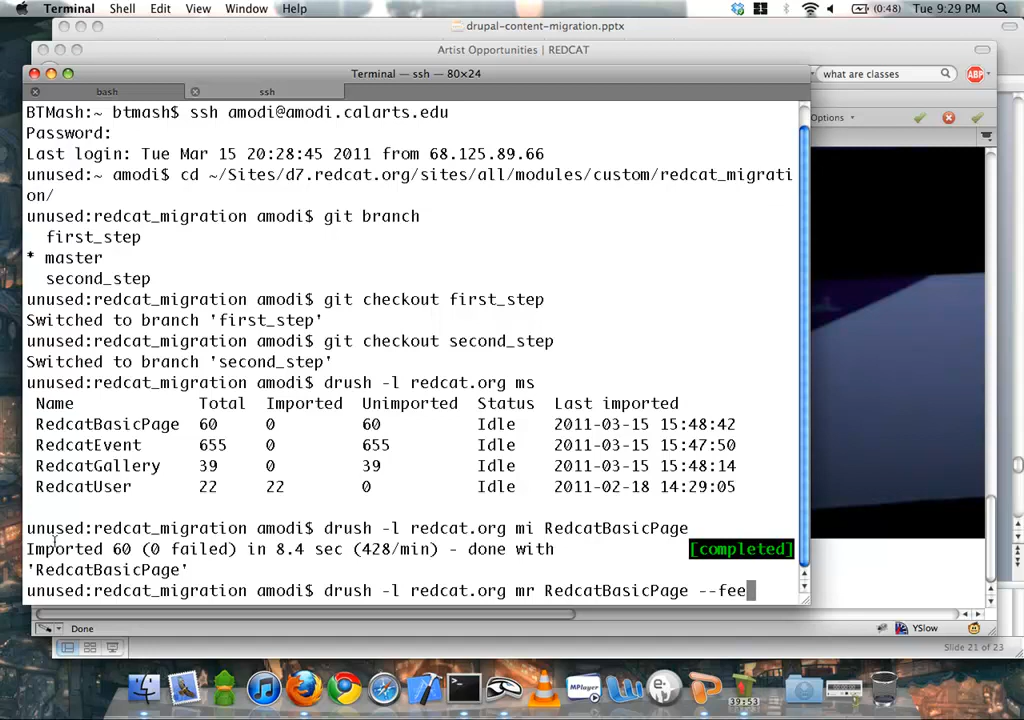 Terminal Shell Edit View Window Help (0:48) Tue 9:29 PM
drupal-content-migration.pptx
Artist Opportunities | REDCAT
Terminal — ssh — 80×24
what are classes
ABP
bash ssh
Options
BTMash:~ btmash$ ssh amodi@amodi.calarts.edu
Password:
Last login: Tue Mar 15 20:28:45 2011 from 68.125.89.66
unused:~ amodi$ cd ~/Sites/d7.redcat.org/sites/all/modules/custom/redcat_migrati
on/
unused:redcat_migration amodi$ git branch
first_step
* master
second_step
unused:redcat_migration amodi$ git checkout first_step
Switched to branch 'first_step'
unused:redcat_migration amodi$ git checkout second_step
Switched to branch 'second_step'
unused:redcat_migration amodi$ drush -l redcat.org ms
Name Total Imported Unimported Status Last imported
RedcatBasicPage 60 0 60 Idle 2011-03-15 15:48:42
RedcatEvent 655 0 655 Idle 2011-03-15 15:47:50
RedcatGallery 39 0 39 Idle 2011-03-15 15:48:14
RedcatUser 22 22 0 Idle 2011-02-18 14:29:05
unused:redcat_migration amodi$ drush -l redcat.org mi RedcatBasicPage
Imported 60 (0 failed) in 8.4 sec (428/min) - done with [completed]
'RedcatBasicPage'
unused:redcat_migration amodi$ drush -l redcat.org mr RedcatBasicPage --fee
Done YSlow
Slide 21 of 23
MPlayer
39:53